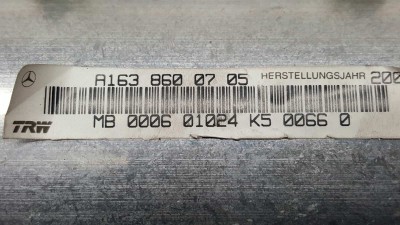 A163 860 07 05 HERSTELLUNGSJAHR 200
TRW MB 0006 01024 K5 0066 0